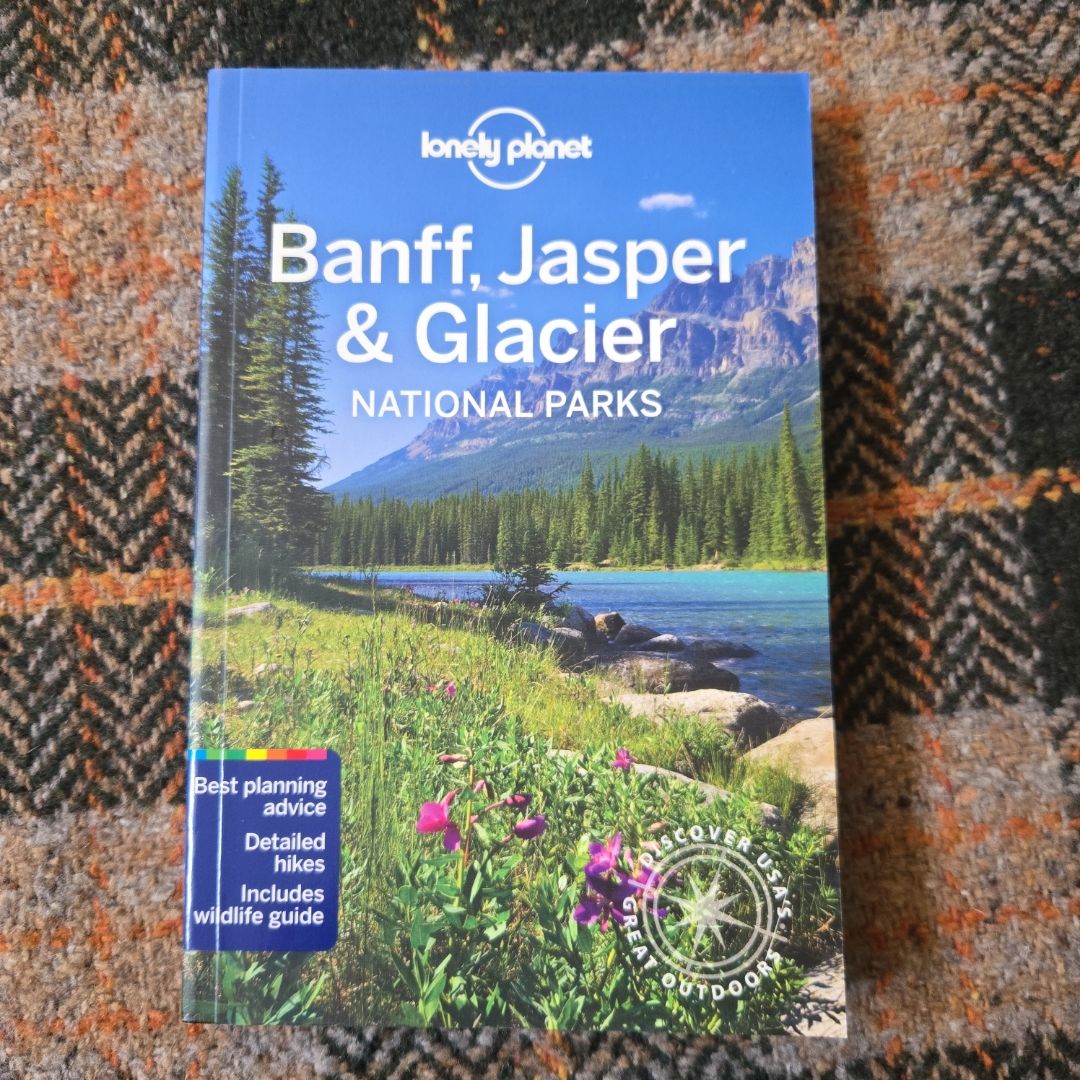 lonely planet
Banff, Jasper
& Glacier
NATIONAL PARKS
Best planning
advice
Detailed
hikes
Includes
wildlife guide
DISCOVER USA'S
GREAT OUTDOORS